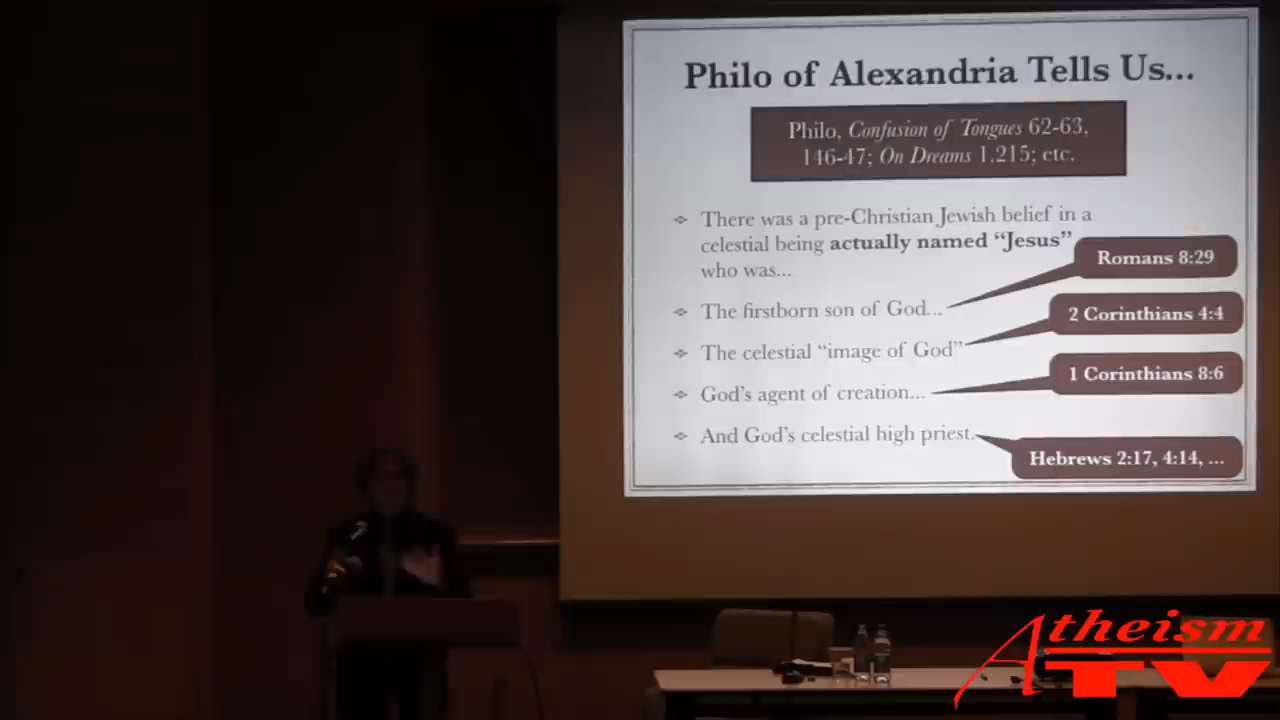 Philo of Alexandria Tells Us...
Philo, Confusion of Tongues 62-63,
146-47; On Dreams 1.215; etc.
There was a pre-Christian Jewish belief in a
celestial being actually named “Jesus”
who was...
Romans 8:29
The firstborn son of God...
2 Corinthians 4:4
The celestial “image of God”
1 Corinthians 8:6
God’s agent of creation...
And God’s celestial high priest.
Hebrews 2:17, 4:14, ...
Atheism
TV